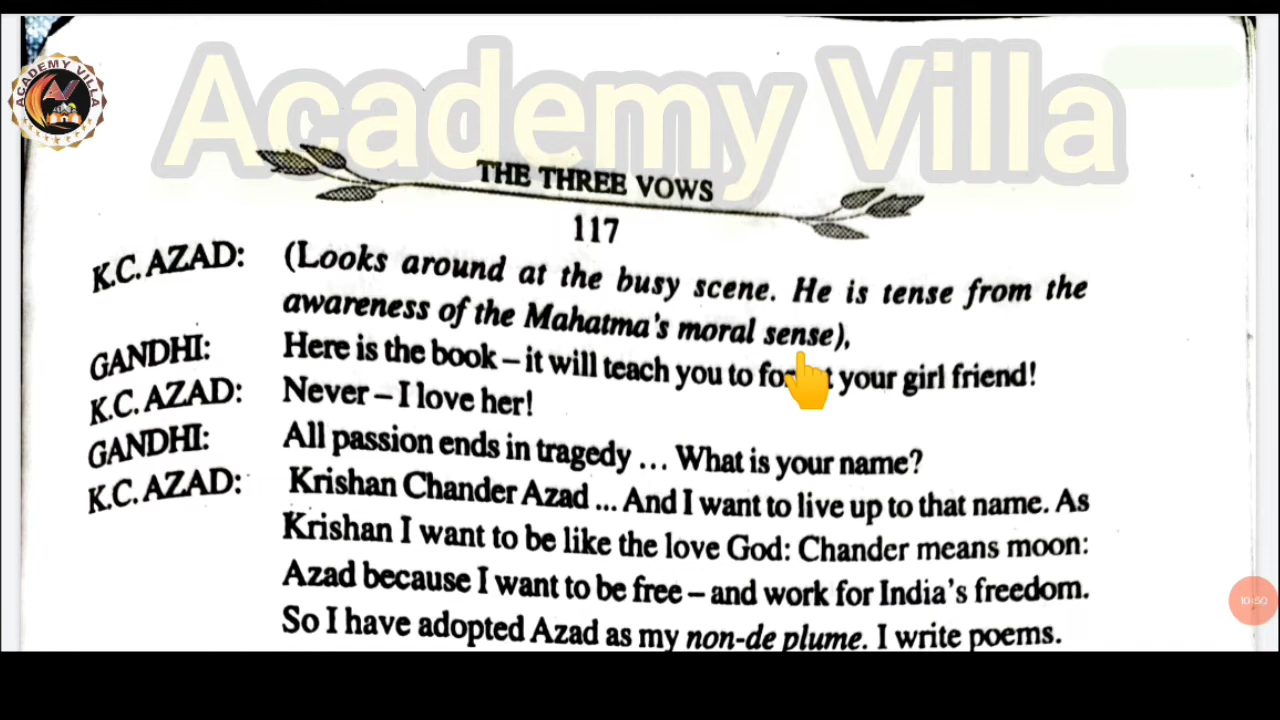 Academy Villa
ACADEMY VILLA
AV
THE THREE VOWS
117
K.C. AZAD: (Looks around at the busy scene. He is tense from the
awareness of the Mahatma's moral sense),
GANDHI: Here is the book – it will teach you to your girl friend!
K.C. AZAD: Never – I love her!
GANDHI: All passion ends in tragedy ... What is your name?
K.C. AZAD: Krishan Chander Azad ... And I want to live up to that name. As
Krishan I want to be like the love God: Chander means moon:
Azad because I want to be free – and work for India's freedom.
So I have adopted Azad as my non-de plume. I write poems.
10:50